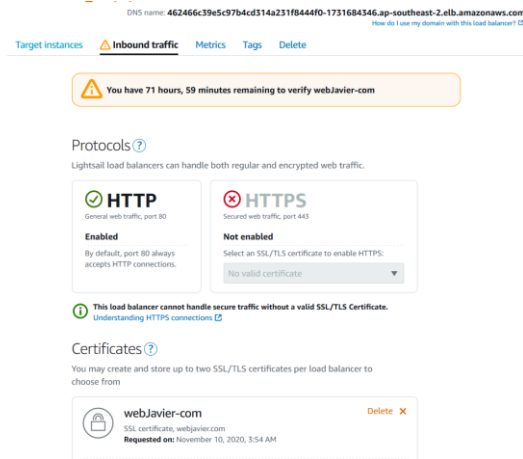 DNS name: 462466c39e5c97b4cd314a231f8444f0-1731684346.ap-southeast-2.elb.amazonaws.com
How do I use my domain with this load balancer?
Target instances Inbound traffic Metrics Tags Delete
You have 71 hours, 59 minutes remaining to verify webJavier-com
Protocols ?
Lightsail load balancers can handle both regular and encrypted web traffic.
HTTP
General web traffic, port 80
Enabled
By default, port 80 always
accepts HTTP connections.
HTTPS
Secured web traffic, port 443
Not enabled
Select an SSL/TLS certificate to enable HTTPS:
No valid certificate
This load balancer cannot handle secure traffic without a valid SSL/TLS Certificate.
Understanding HTTPS connections
Certificates ?
You may create and store up to two SSL/TLS certificates per load balancer to
choose from
webJavier-com
Delete X
SSL certificate, webjavier.com
Requested on: November 10, 2020, 3:54 AM